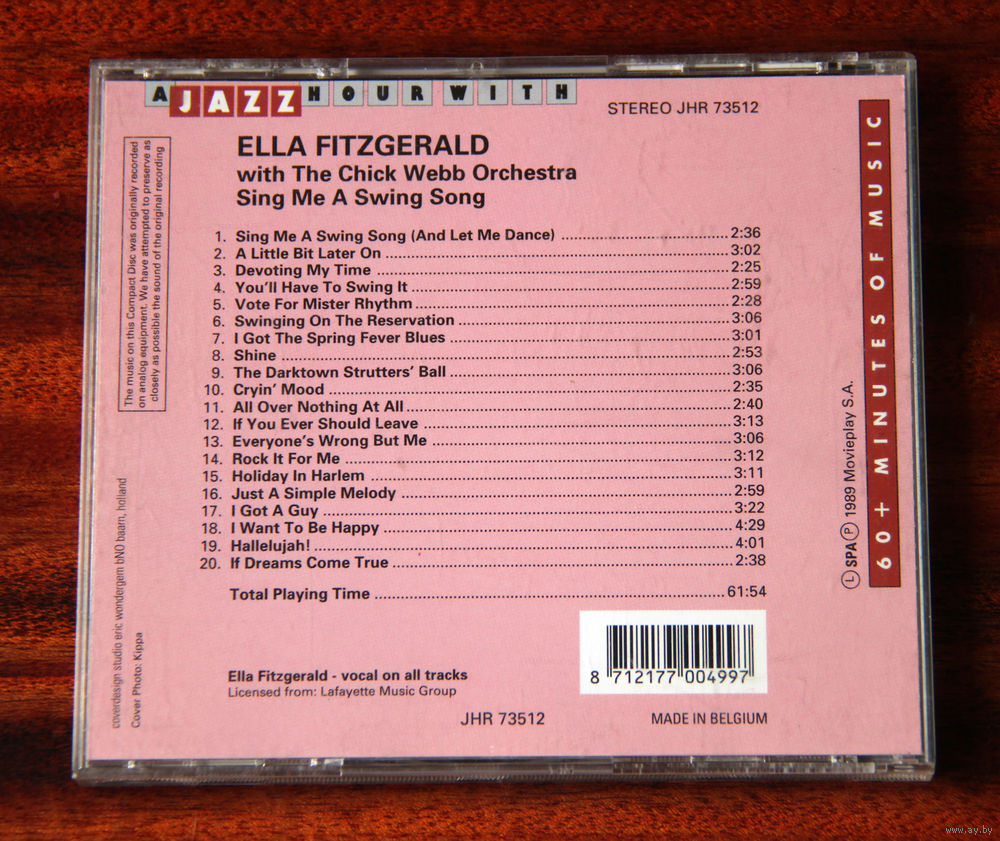 A JAZZ HOUR WITH
STEREO JHR 73512
ELLA FITZGERALD
with The Chick Webb Orchestra
Sing Me A Swing Song
1. Sing Me A Swing Song (And Let Me Dance) 2:36
2. A Little Bit Later On 3:02
3. Devoting My Time 2:25
4. You'll Have To Swing It 2:59
5. Vote For Mister Rhythm 2:28
6. Swinging On The Reservation 3:06
7. I Got The Spring Fever Blues 3:01
8. Shine 2:53
9. The Darktown Strutters' Ball 3:06
10. Cryin' Mood 2:35
11. All Over Nothing At All 2:40
12. If You Ever Should Leave 3:13
13. Everyone's Wrong But Me 3:06
14. Rock It For Me 3:12
15. Holiday In Harlem 3:11
16. Just A Simple Melody 2:59
17. I Got A Guy 3:22
18. I Want To Be Happy 4:29
19. Hallelujah! 4:01
20. If Dreams Come True 2:38
Total Playing Time 61:54
Ella Fitzgerald - vocal on all tracks
Licensed from: Lafayette Music Group
JHR 73512
MADE IN BELGIUM
8 712177 004997
The music on this Compact Disc was originally recorded
on analog equipment. We have attempted to preserve as
closely as possible the sound of the original recording
coverdesign studio eric wondergem bNO baarn, holland
Cover Photo: Kippa
Ⓛ SPA Ⓟ 1989 Movieplay S.A.
60+ MINUTES OF MUSIC
www.ay.by